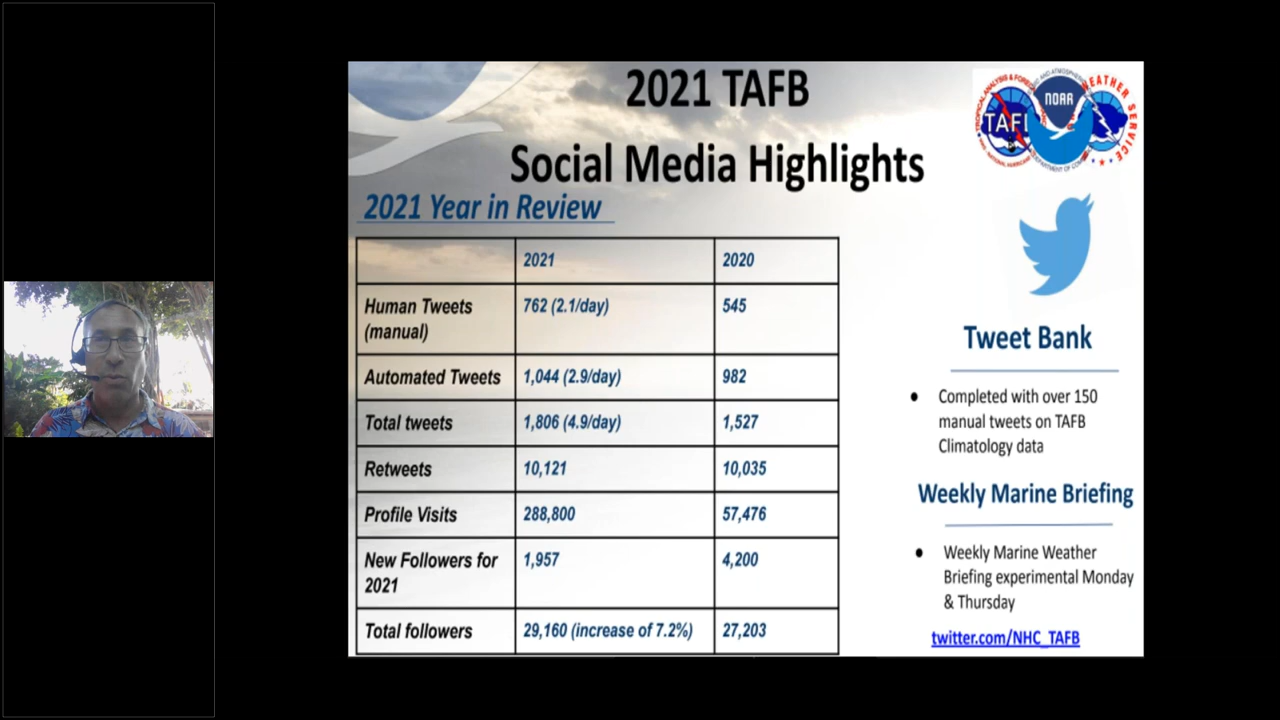 2021 TAFB
Social Media Highlights
2021 Year in Review
2021 2020
Human Tweets (manual) 762 (2.1/day) 545
Automated Tweets 1,044 (2.9/day) 982
Total tweets 1,806 (4.9/day) 1,527
Retweets 10,121 10,035
Profile Visits 288,800 57,476
New Followers for 2021 1,957 4,200
Total followers 29,160 (increase of 7.2%) 27,203
NOAA
Tweet Bank
● Completed with over 150
manual tweets on TAFB
Climatology data
Weekly Marine Briefing
● Weekly Marine Weather
Briefing experimental Monday
& Thursday
twitter.com/NHC_TAFB